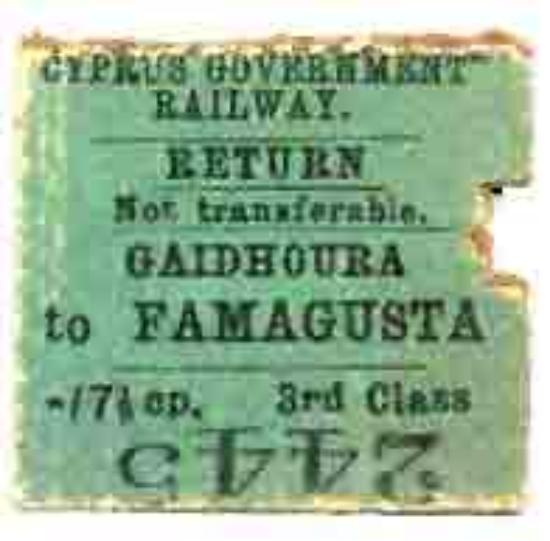 CYPRUS GOVERNMENT
RAILWAY.
RETURN
Not transferable.
GAIDHOURA
to FAMAGUSTA
-/7½ cp. 3rd Class